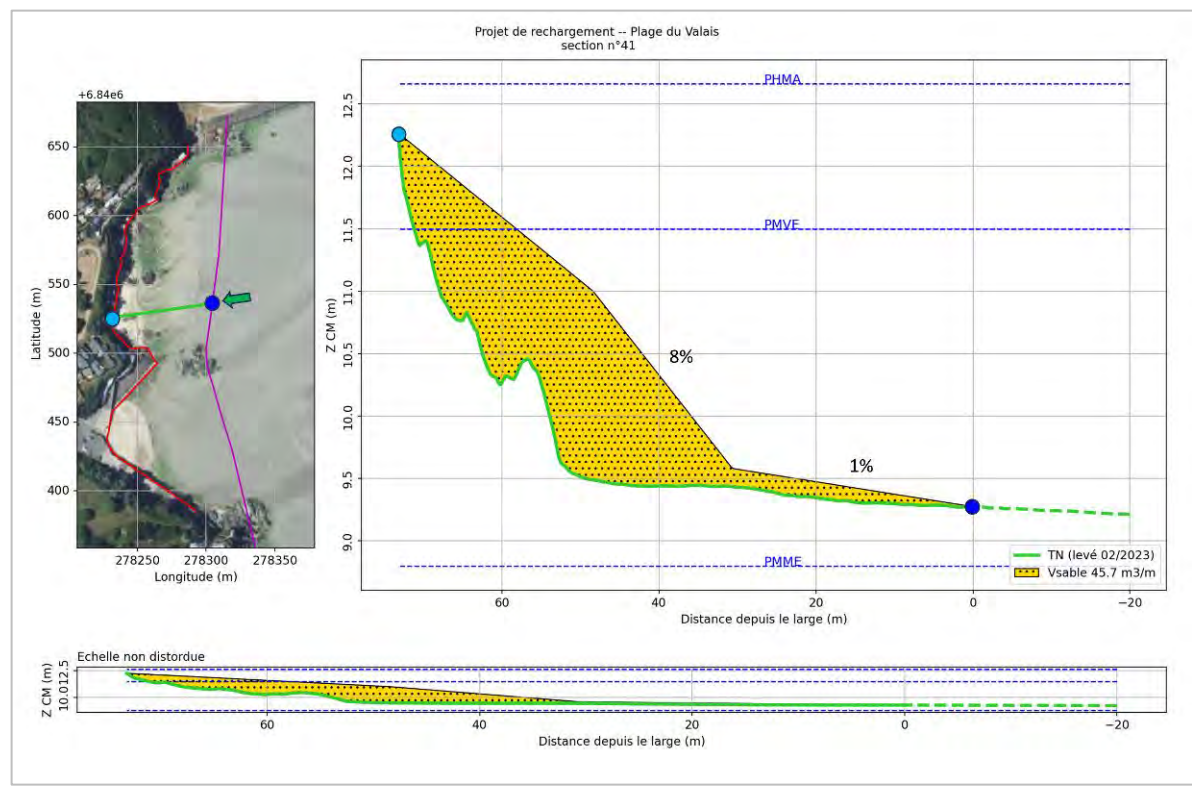 Projet de rechargement -- Plage du Valais
section n°41
+6.84e6
650
600
550
500
450
400
Latitude (m)
278250 278300 278350
Longitude (m)
PHMA
PMVE
PMME
8%
1%
12.5
12.0
11.5
11.0
10.5
10.0
9.5
9.0
Z CM (m)
TN (levé 02/2023)
Vsable 45.7 m3/m
60 40 20 0 −20
Distance depuis le large (m)
Echelle non distordue
Z CM (m)
12.5
10.0
60 40 20 0 −20
Distance depuis le large (m)